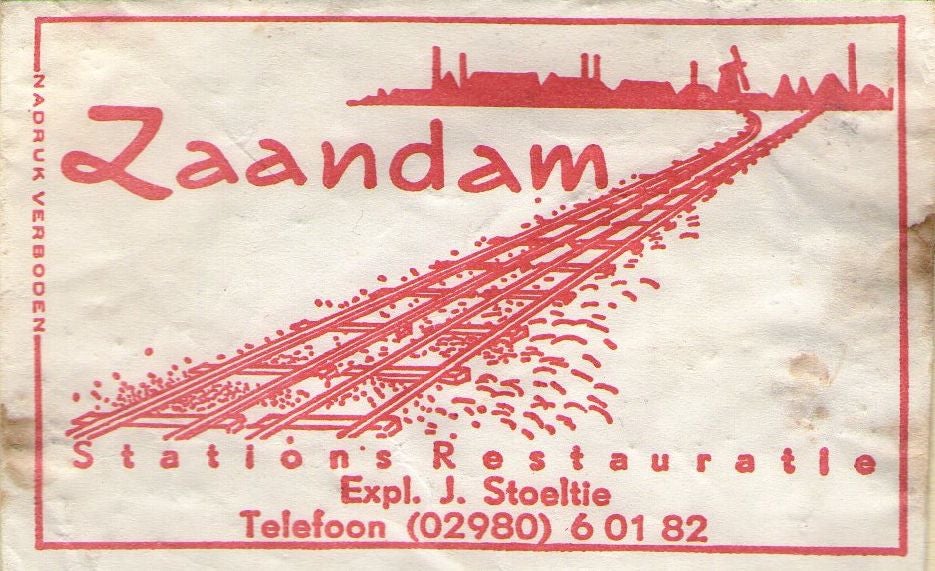 NADRUK VERBODEN
Zaandam
Stations Restauratie
Expl. J. Stoeltie
Telefoon (02980) 6 01 82